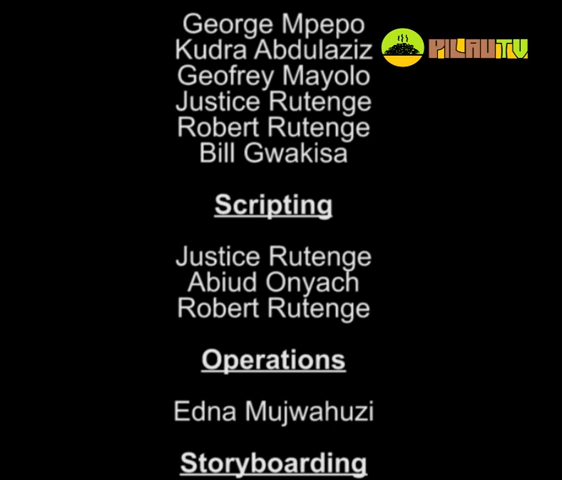 George Mpepo
Kudra Abdulaziz
PILAU TV
Geofrey Mayolo
Justice Rutenge
Robert Rutenge
Bill Gwakisa
Scripting
Justice Rutenge
Abiud Onyach
Robert Rutenge
Operations
Edna Mujwahuzi
Storyboarding